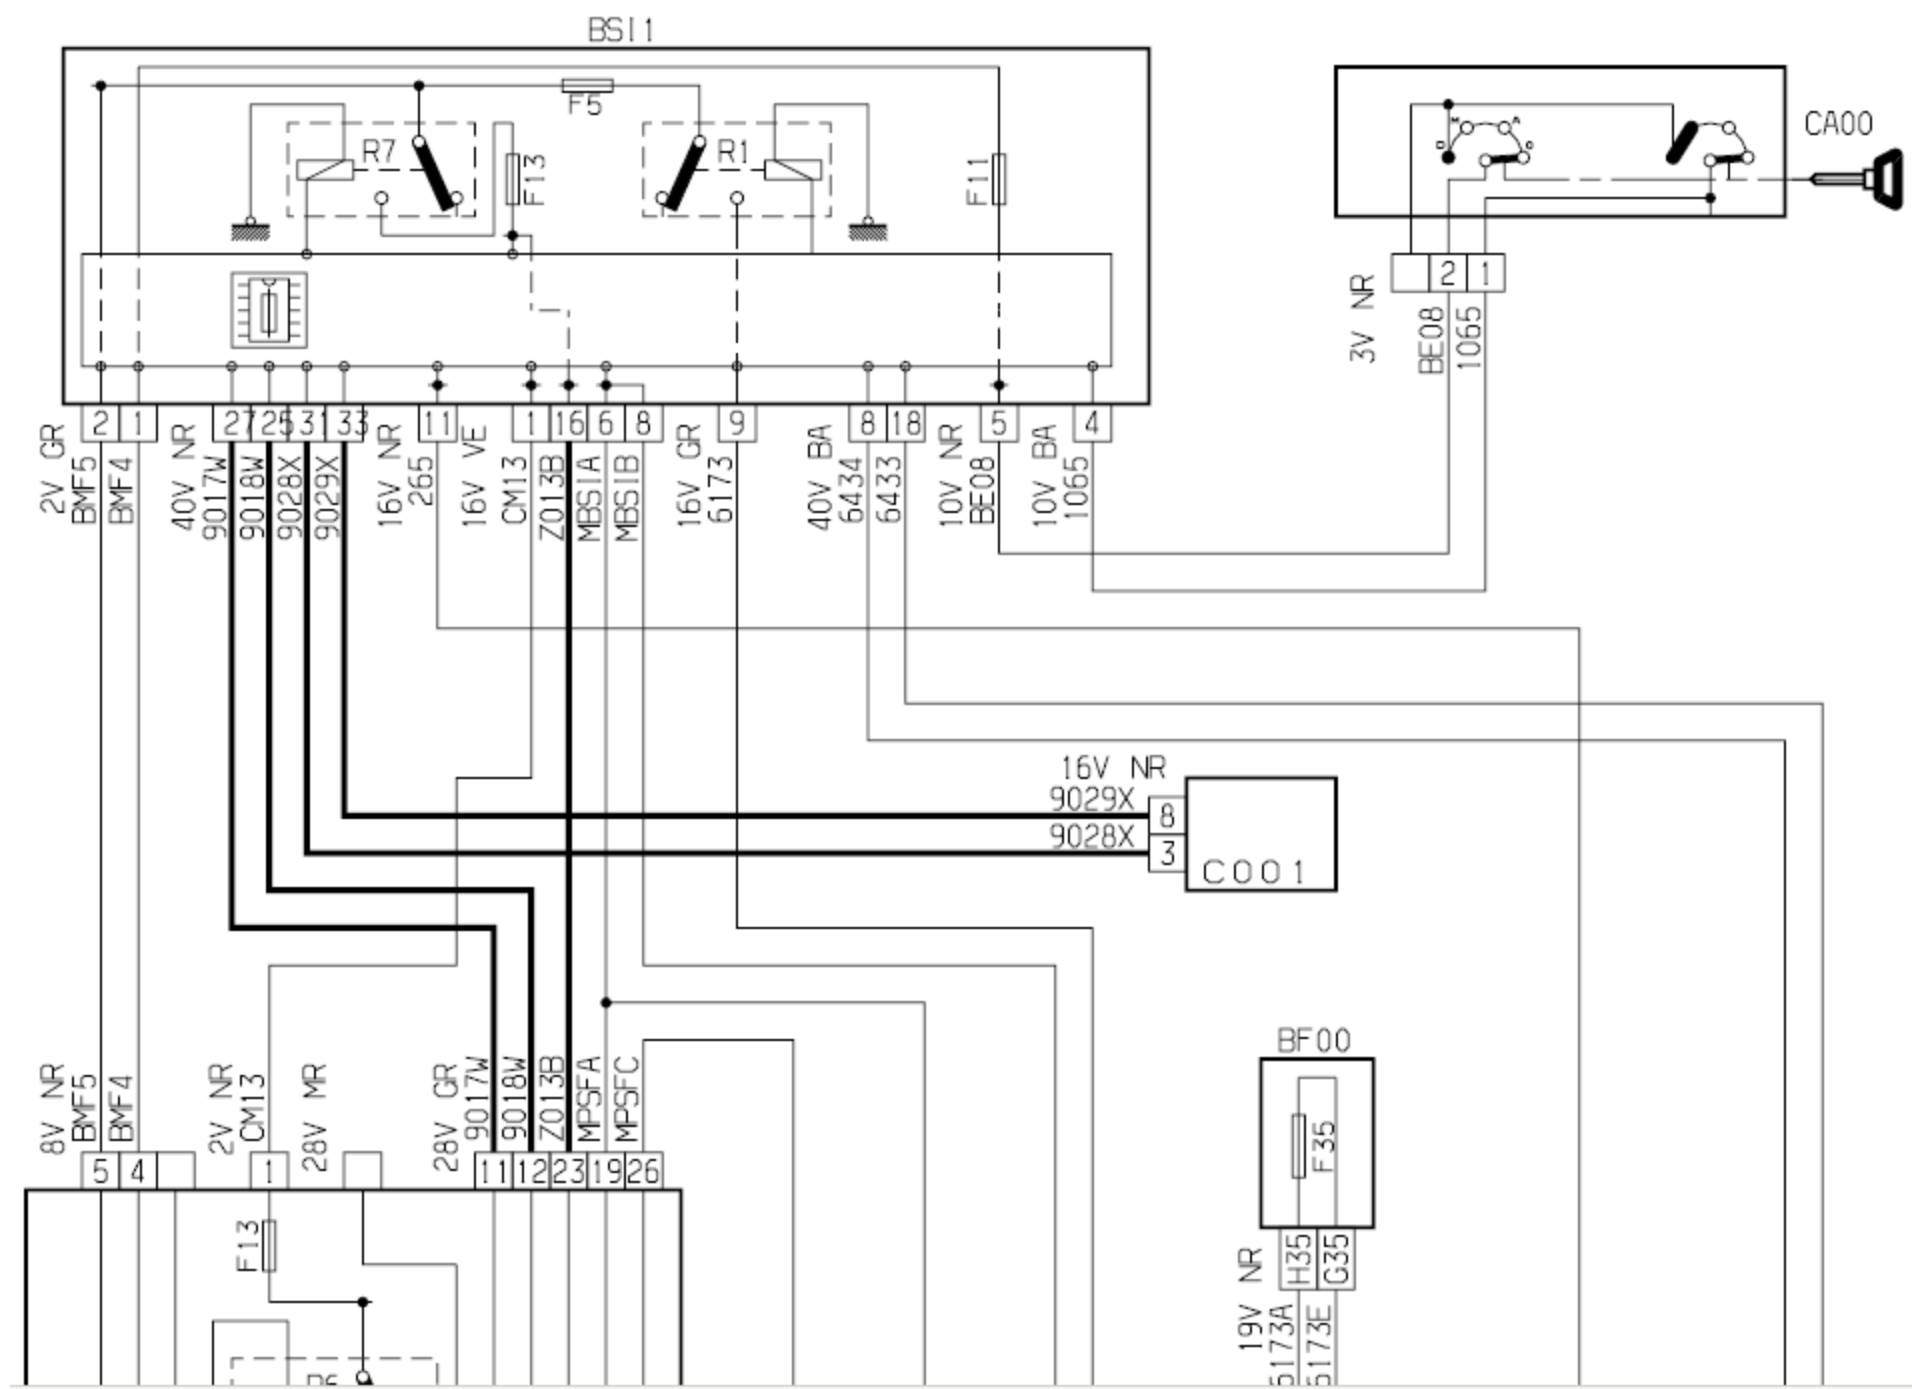 BSI1
F5
R7
F13
R1
F11
CA00
M
A
2 1
3V NR
BE08
1065
2 1 27 25 31 33 11 1 16 6 8 9 8 18 5 4
2V GR
BMF5
BMF4
40V NR
9017W
9018W
9028X
9029X
16V NR
265
16V VE
CM13
Z013B
MBSIA
MBSIB
16V GR
6173
40V BA
6434
6433
10V NR
BE08
10V BA
1065
16V NR
9029X
8
9028X
3
C001
BF00
F35
H35
G35
19V NR
6173A
6173E
8V NR
BMF5
BMF4
2V NR
CM13
28V MR
28V GR
9017W
9018W
Z013B
MPSFA
MPSFC
5 4 1 11 12 23 19 26
F13
R6